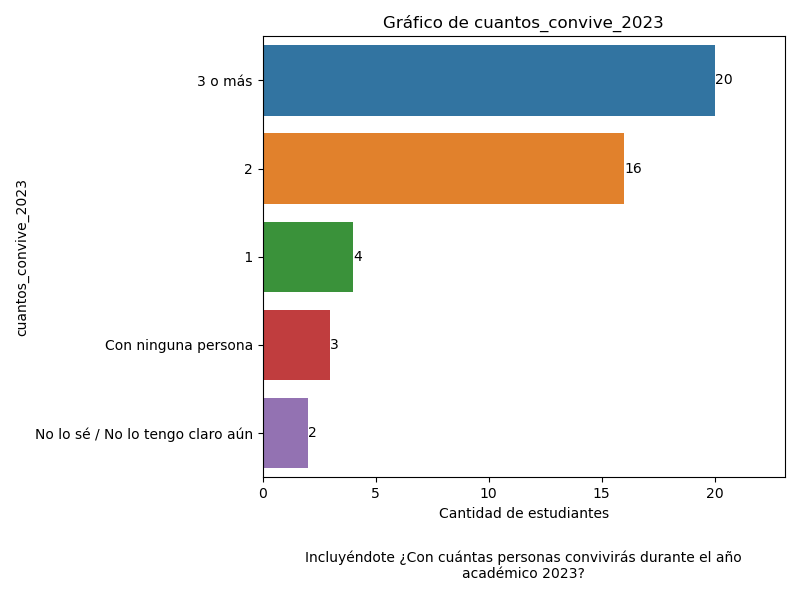 Gráfico de cuantos_convive_2023
cuantos_convive_2023
3 o más
20
2
16
1
4
Con ninguna persona
3
No lo sé / No lo tengo claro aún
2
0 5 10 15 20
Cantidad de estudiantes
Incluyéndote ¿Con cuántas personas convivirás durante el año
académico 2023?